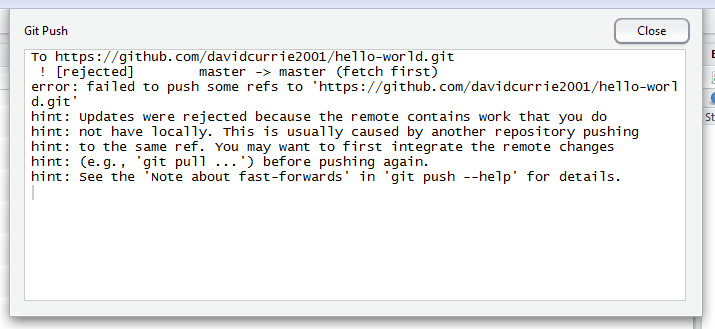 Git Push
Close
To https://github.com/davidcurrie2001/hello-world.git
 ! [rejected]        master -> master (fetch first)
error: failed to push some refs to 'https://github.com/davidcurrie2001/hello-worl
d.git'
hint: Updates were rejected because the remote contains work that you do
hint: not have locally. This is usually caused by another repository pushing
hint: to the same ref. You may want to first integrate the remote changes
hint: (e.g., 'git pull ...') before pushing again.
hint: See the 'Note about fast-forwards' in 'git push --help' for details.